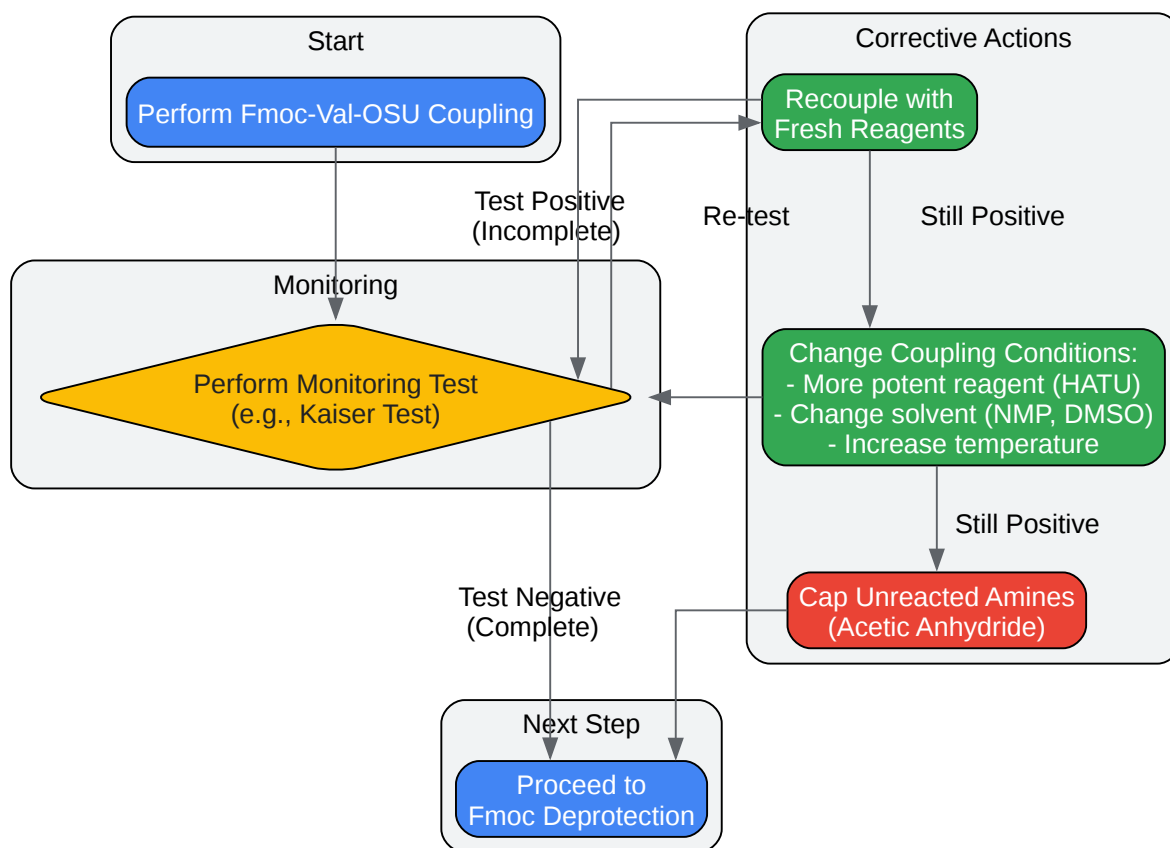 Start
Perform Fmoc-Val-OSU Coupling
Corrective Actions
Recouple with
Fresh Reagents
Test Positive
(Incomplete)
Re-test
Still Positive
Monitoring
Perform Monitoring Test
(e.g., Kaiser Test)
Change Coupling Conditions:
- More potent reagent (HATU)
- Change solvent (NMP, DMSO)
- Increase temperature
Still Positive
Test Negative
(Complete)
Cap Unreacted Amines
(Acetic Anhydride)
Next Step
Proceed to
Fmoc Deprotection